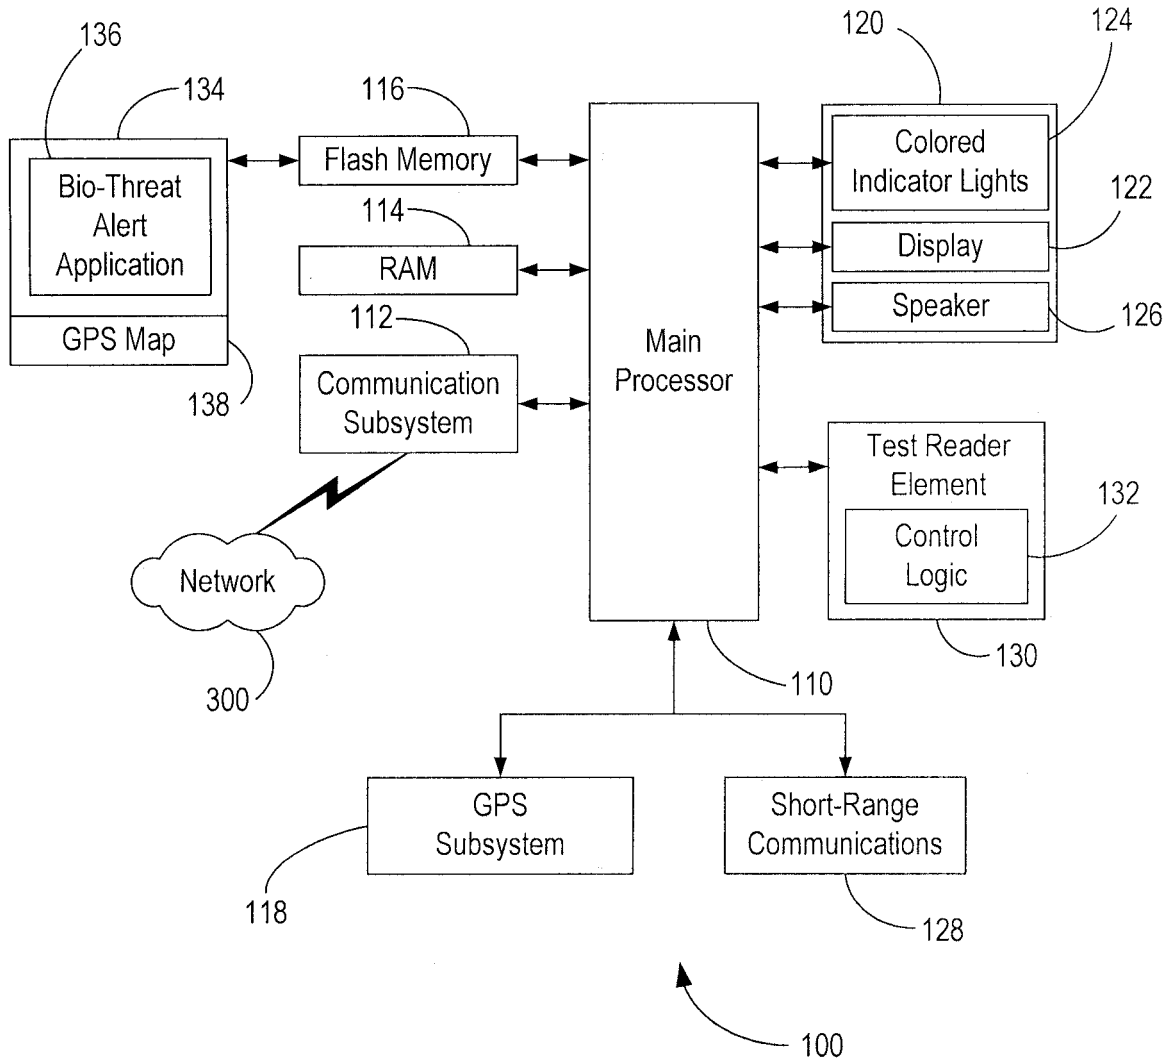 136
134
116
120
124
Bio-Threat
Alert
Application
Flash Memory
Colored
Indicator Lights
114
RAM
122
Display
GPS Map
112
Speaker
126
138
Communication
Subsystem
Main
Processor
Test Reader
Element
132
Control
Logic
Network
300
110
130
GPS
Subsystem
Short-Range
Communications
118
128
100